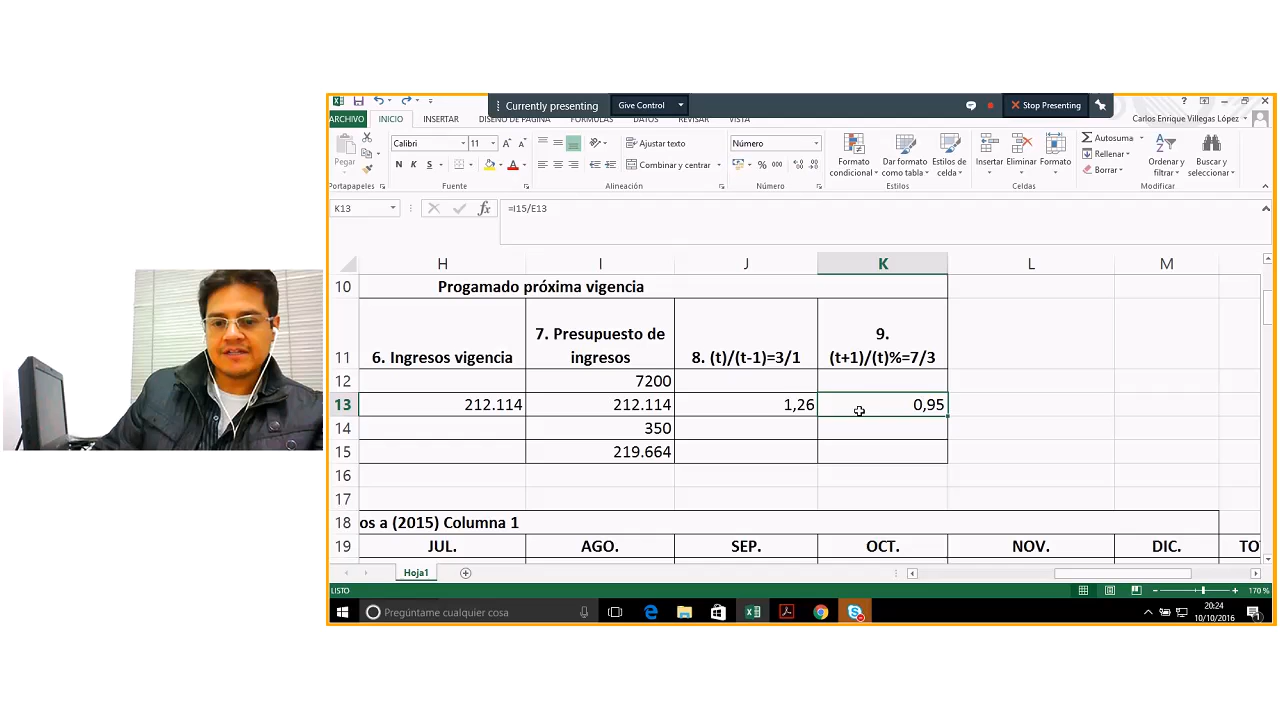 Currently presenting
Give Control
Stop Presenting
ARCHIVO
INICIO
INSERTAR
DISEÑO DE PÁGINA
FÓRMULAS
DATOS
REVISAR
VISTA
Carlos Enrique Villegas López
Pegar
Portapapeles
Calibri
11
N K S
Fuente
Ajustar texto
Combinar y centrar
Alineación
Número
% 000
Número
Formato condicional
Dar formato como tabla
Estilos de celda
Estilos
Insertar
Eliminar
Formato
Celdas
Autosuma
Rellenar
Borrar
Ordenar y filtrar
Buscar y seleccionar
Modificar
K13
fx
=I15/E13
H I J K L M
10 Progamado próxima vigencia
11 6. Ingresos vigencia 7. Presupuesto de ingresos 8. (t)/(t-1)=3/1 9. (t+1)/(t)%=7/3
12 7200
13 212.114 212.114 1,26 0,95
14 350
15 219.664
16
17
18 os a (2015) Columna 1
19 JUL. AGO. SEP. OCT. NOV. DIC. TO
Hoja1
LISTO
170 %
Pregúntame cualquier cosa
20:24
10/10/2016